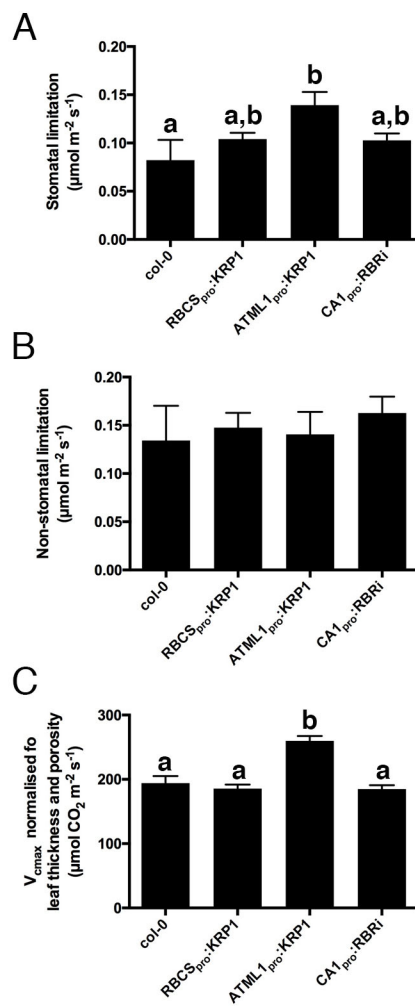 A
Stomatal limitation
(µmol m⁻² s⁻¹)
0.20
0.15
0.10
0.05
0.00
a
a,b
b
a,b
col-0
RBCSpro:KRP1
ATML1pro:KRP1
CA1pro:RBRi
B
Non-stomatal limitation
(µmol m⁻² s⁻¹)
0.20
0.15
0.10
0.05
0.00
col-0
RBCSpro:KRP1
ATML1pro:KRP1
CA1pro:RBRi
C
Vcmax normalised fo
leaf thickness and porosity
(µmol CO₂ m⁻² s⁻¹)
300
200
100
0
a
a
b
a
col-0
RBCSpro:KRP1
ATML1pro:KRP1
CA1pro:RBRi